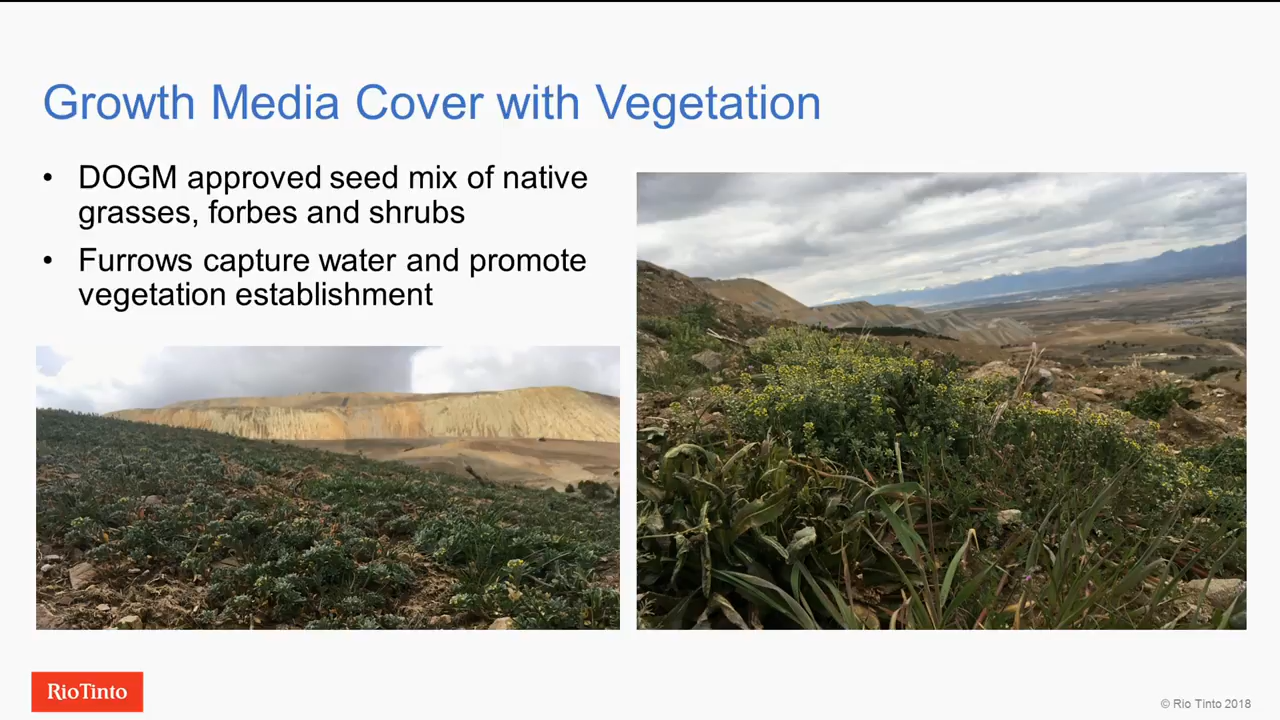 Growth Media Cover with Vegetation
• DOGM approved seed mix of native
grasses, forbes and shrubs
• Furrows capture water and promote
vegetation establishment
RioTinto
© Rio Tinto 2018